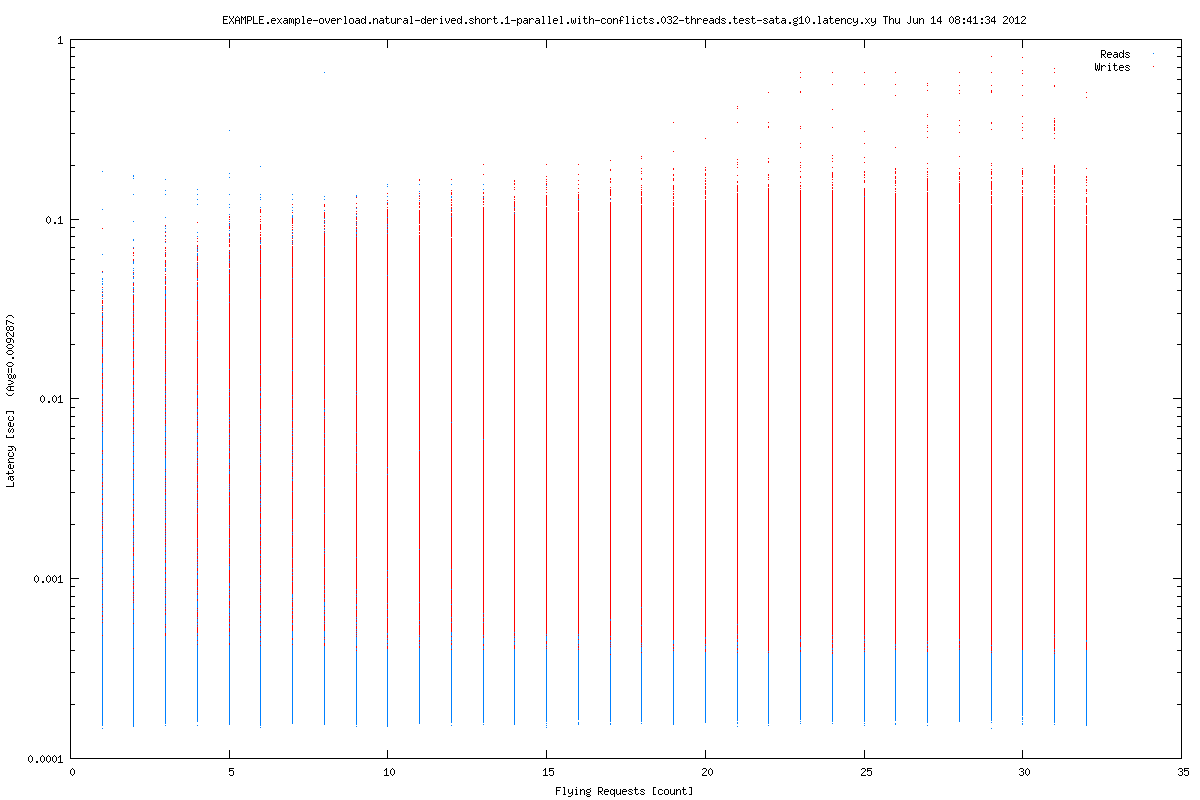 EXAMPLE.example-overload.natural-derived.short.1-parallel.with-conflicts.032-threads.test-sata.g10.latency.xy Thu Jun 14 08:41:34 2012
Reads
Writes
1
0.1
0.01
0.001
0.0001
Latency [sec] (Avg=0.009287)
0 5 10 15 20 25 30 35
Flying Requests [count]